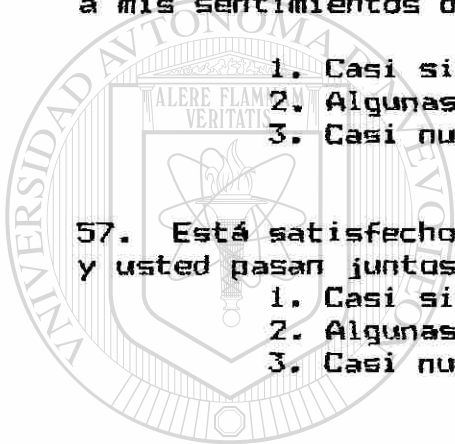 a mis sentimientos
1. Casi si
2. Algunas
3. Casi nu
57. Está satisfecho
y usted pasan juntos
1. Casi si
2. Algunas
3. Casi nu
ALERE FLAMMAM
VERITATIS